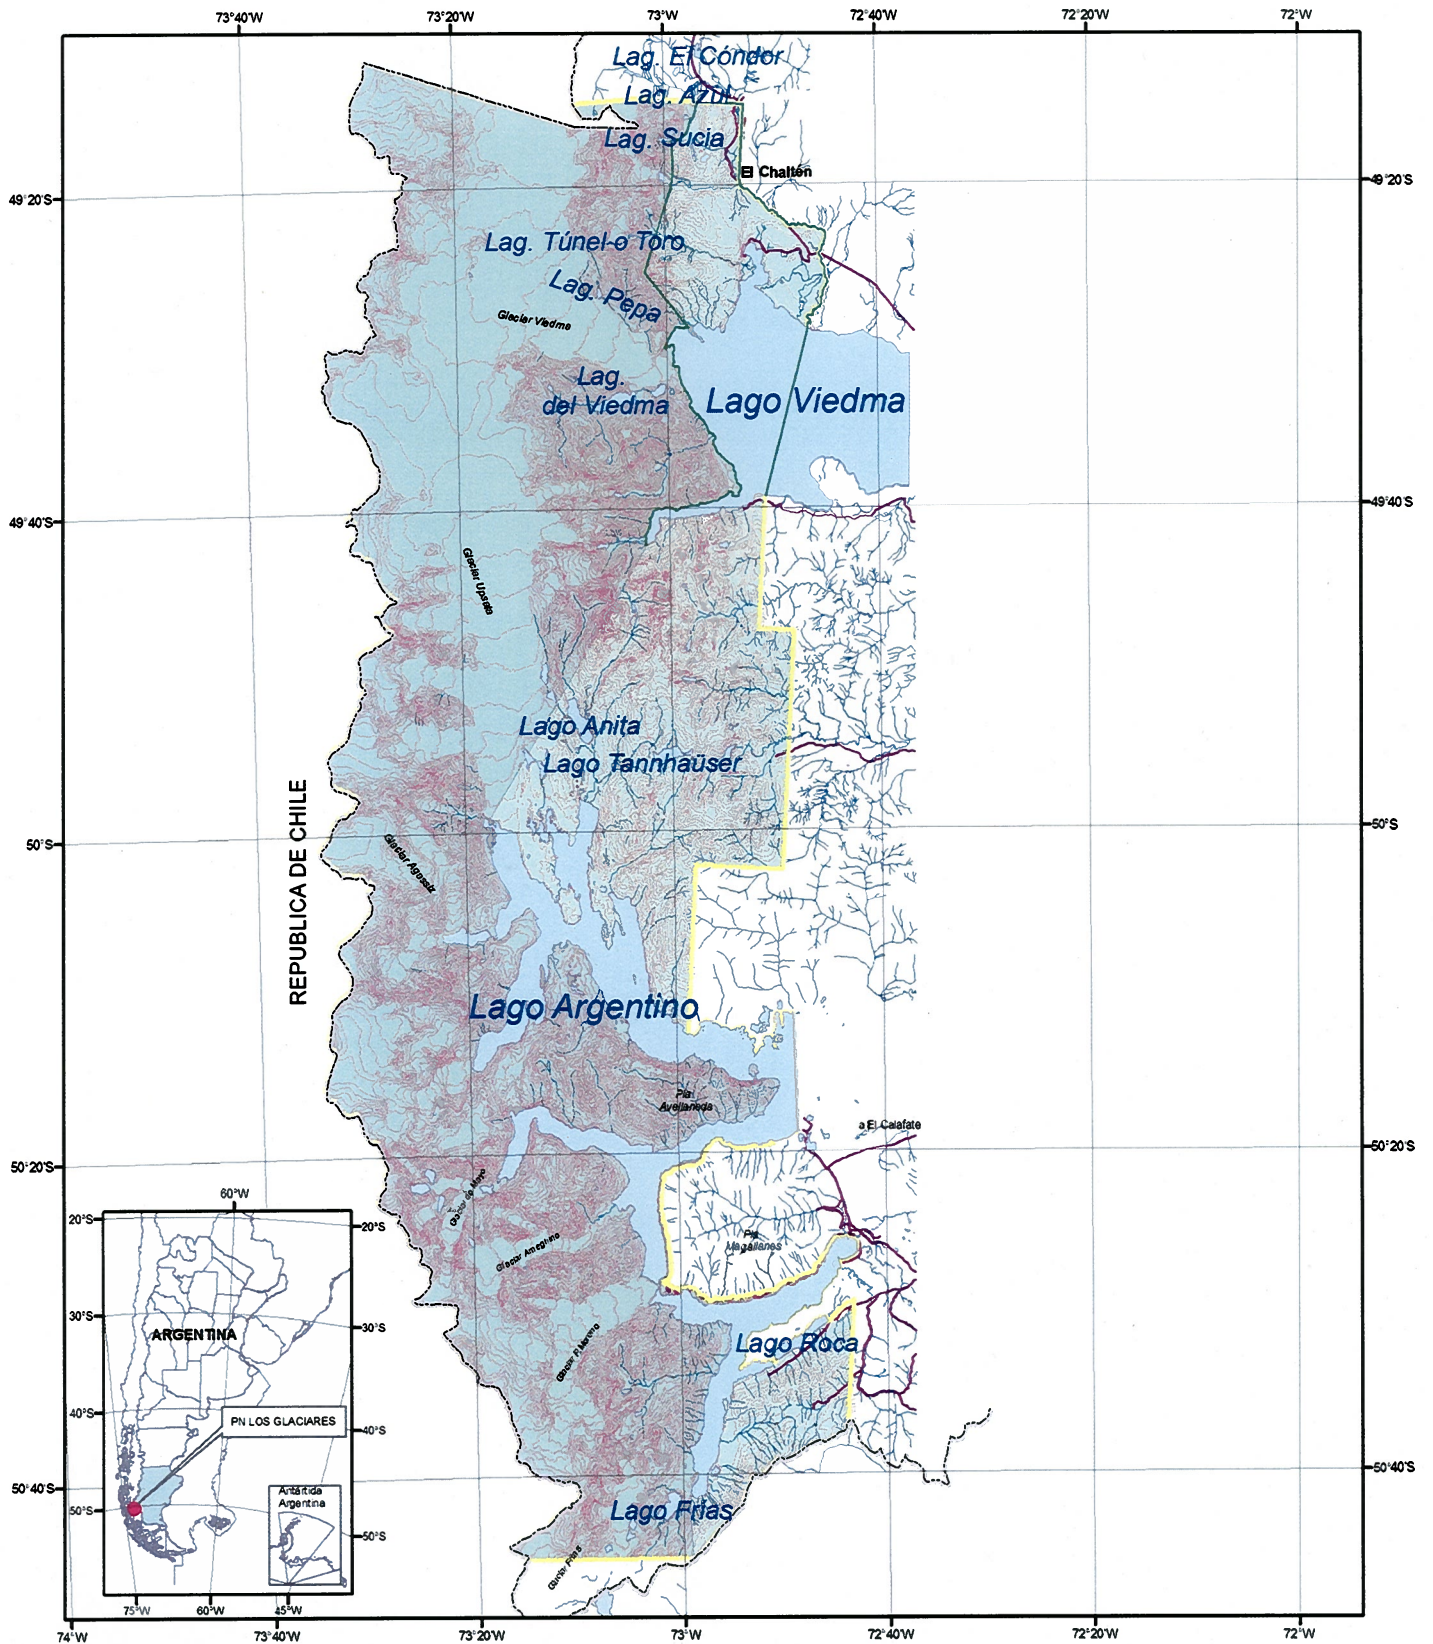 73°40'W 73°20'W 73°W 72°40'W 72°20'W 72°W
Lag. El Cóndor
Lag. Azul
Lag. Sucia
El Chaltén
49°20'S 49°20'S
Lag. Túnel o Toro
Lag. Pepa
Glaciar Viedma
Lag.
del Viedma
Lago Viedma
49°40'S 49°40'S
Glaciar Upsala
Lago Anita
Lago Tannhaüser
REPUBLICA DE CHILE
50°S 50°S
Glaciar Agassiz
Lago Argentino
Pla
Avellaneda
a El Calafate
50°20'S 50°20'S
Glaciar de Mayo
Pla
Magallanes
Glaciar Ameghino
Glaciar P. Moreno
Lago Roca
50°40'S 50°40'S
Lago Frías
Glaciar Frías
60°W
20°S 20°S
30°S 30°S
ARGENTINA
40°S 40°S
PN LOS GLACIARES
Antártida
Argentina
50°S 50°S
75°W 60°W 45°W
74°W 73°40'W 73°20'W 73°W 72°40'W 72°20'W 72°W